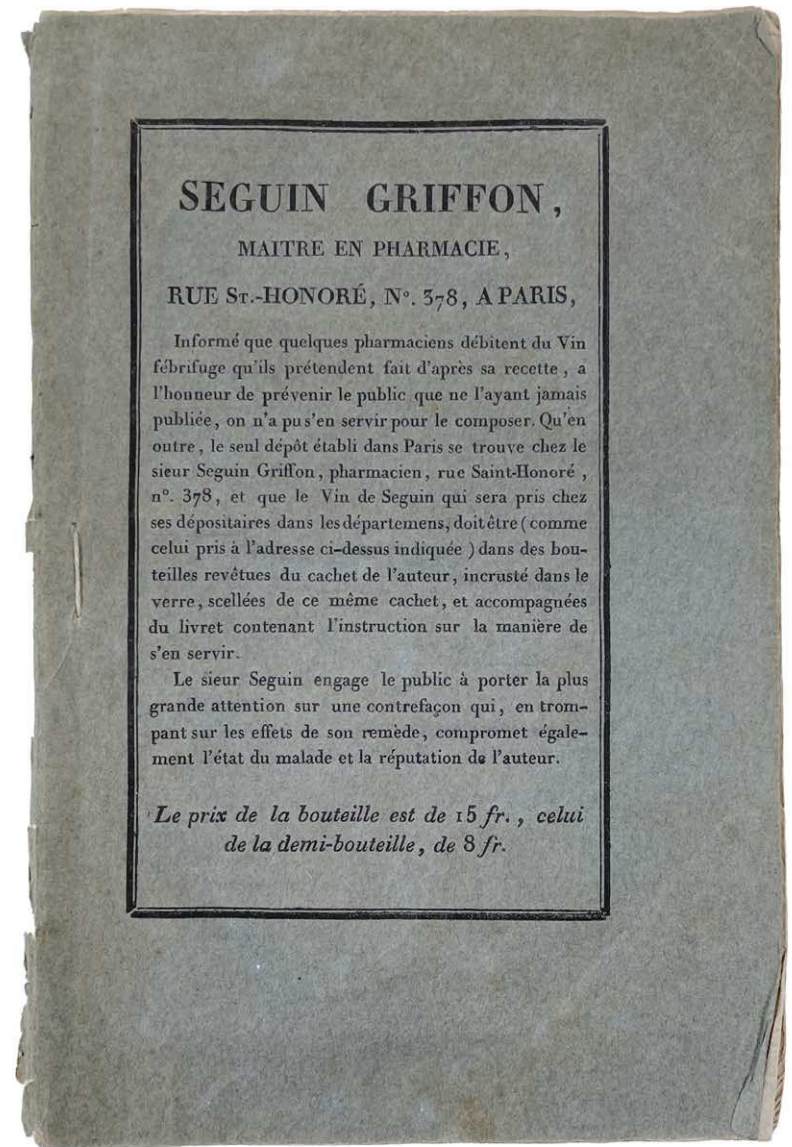 SEGUIN GRIFFON,
MAITRE EN PHARMACIE,
RUE ST.-HONORÉ, N°. 378, A PARIS,
Informé que quelques pharmaciens débitent du Vin
fébrifuge qu'ils prétendent fait d'après sa recette, a
l'honneur de prévenir le public que ne l'ayant jamais
publiée, on n'a pu s'en servir pour le composer. Qu'en
outre, le seul dépôt établi dans Paris se trouve chez le
sieur Seguin Griffon, pharmacien, rue Saint-Honoré,
n°. 378, et que le Vin de Seguin qui sera pris chez
ses dépositaires dans les départemens, doit être (comme
celui pris à l'adresse ci-dessus indiquée) dans des bou-
teilles revêtues du cachet de l'auteur, incrusté dans le
verre, scellées de ce même cachet, et accompagnées
du livret contenant l'instruction sur la manière de
s'en servir.
Le sieur Seguin engage le public à porter la plus
grande attention sur une contrefaçon qui, en trom-
pant sur les effets de son remède, compromet égale-
ment l'état du malade et la réputation de l'auteur.
Le prix de la bouteille est de 15 fr., celui
de la demi-bouteille, de 8 fr.